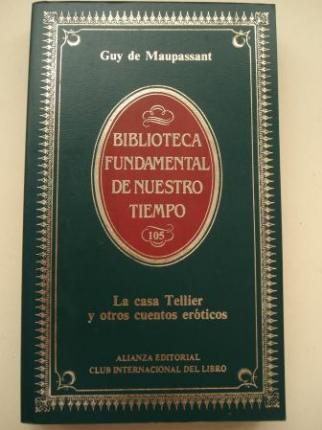 Guy de Maupassant
BIBLIOTECA
FUNDAMENTAL
DE NUESTRO
TIEMPO
105
La casa Tellier
y otros cuentos eróticos
ALIANZA EDITORIAL
CLUB INTERNACIONAL DEL LIBRO